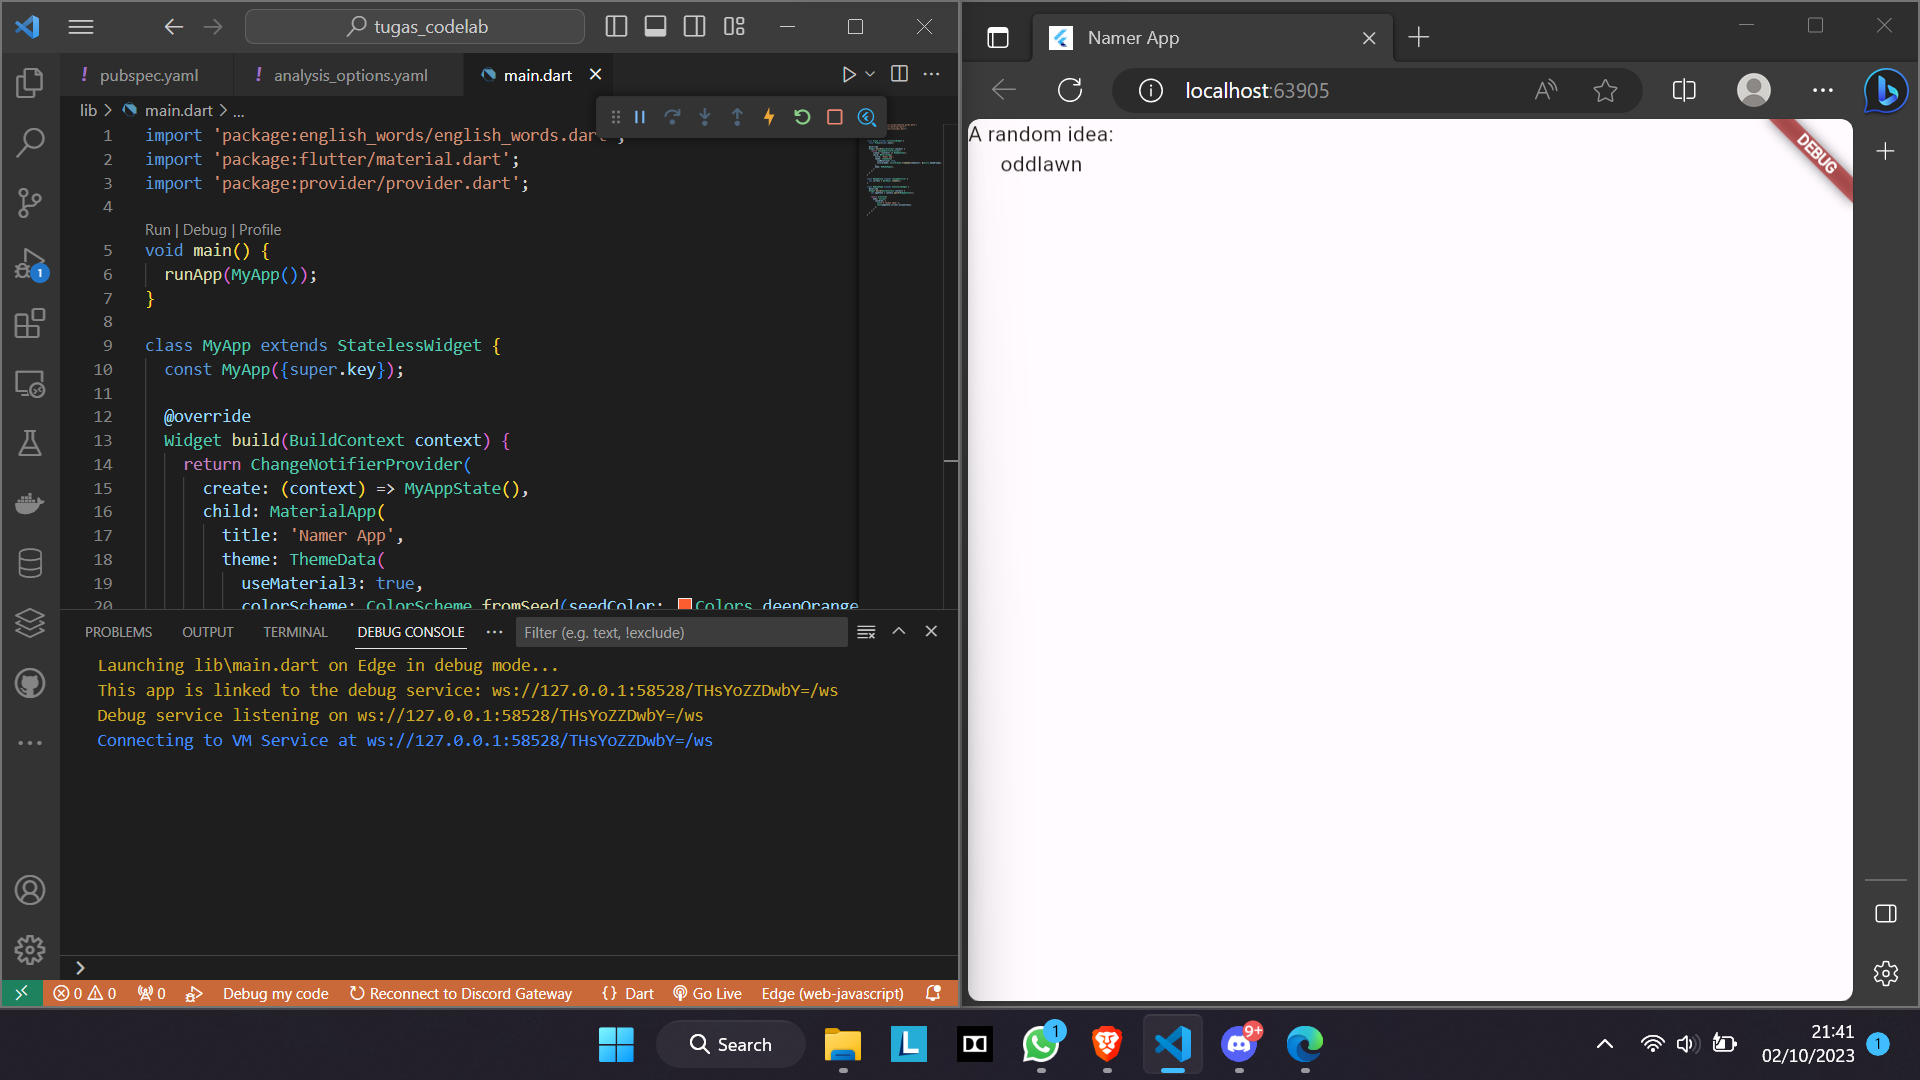 tugas_codelab
! pubspec.yaml
! analysis_options.yaml
main.dart
lib > main.dart > ...
1 import 'package:english_words/english_words.dart';
2 import 'package:flutter/material.dart';
3 import 'package:provider/provider.dart';
4
Run | Debug | Profile
5 void main() {
6 runApp(MyApp());
7 }
8
9 class MyApp extends StatelessWidget {
10 const MyApp({super.key});
11
12 @override
13 Widget build(BuildContext context) {
14 return ChangeNotifierProvider(
15 create: (context) => MyAppState(),
16 child: MaterialApp(
17 title: 'Namer App',
18 theme: ThemeData(
19 useMaterial3: true,
20 colorScheme: ColorScheme.fromSeed(seedColor: Colors.deepOrange
1
PROBLEMS
OUTPUT
TERMINAL
DEBUG CONSOLE
Filter (e.g. text, !exclude)
Launching lib\main.dart on Edge in debug mode...
This app is linked to the debug service: ws://127.0.0.1:58528/THsYoZZDwbY=/ws
Debug service listening on ws://127.0.0.1:58528/THsYoZZDwbY=/ws
Connecting to VM Service at ws://127.0.0.1:58528/THsYoZZDwbY=/ws
0 0 0 Debug my code Reconnect to Discord Gateway {} Dart Go Live Edge (web-javascript)
Namer App
localhost:63905
A random idea:
oddlawn
DEBUG
Search
L
1
9+
21:41
02/10/2023
1